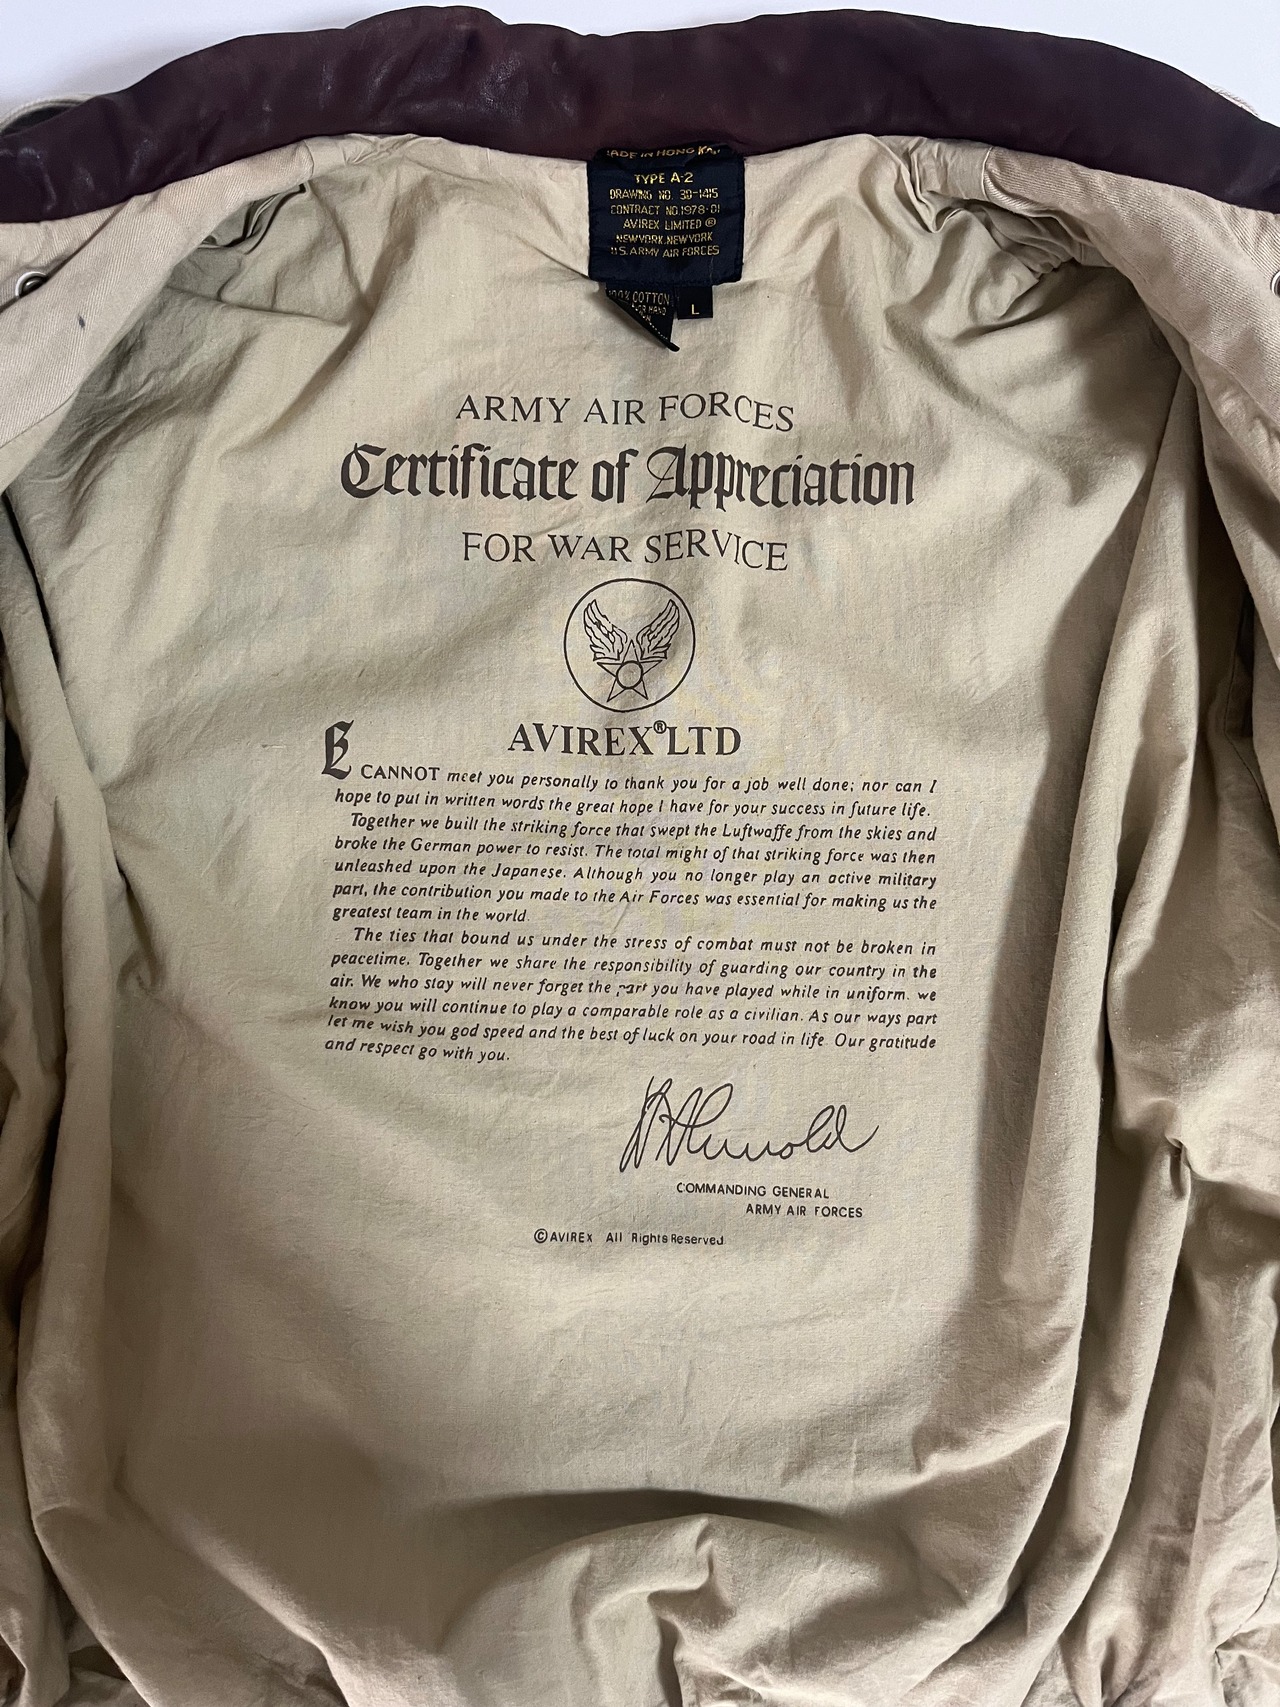 MADE IN HONG KONG
TYPE A-2
DRAWING NO. 30-1415
CONTRACT NO.1978-01
AVIREX LIMITED ®
NEW YORK, NEW YORK
U.S. ARMY AIR FORCES
100% COTTON
L
ARMY AIR FORCES
Certificate of Appreciation
FOR WAR SERVICE
AVIREX®LTD
CANNOT meet you personally to thank you for a job well done; nor can I
hope to put in written words the great hope I have for your success in future life.
Together we built the striking force that swept the Luftwaffe from the skies and
broke the German power to resist. The total might of that striking force was then
unleashed upon the Japanese. Although you no longer play an active military
part, the contribution you made to the Air Forces was essential for making us the
greatest team in the world.
The ties that bound us under the stress of combat must not be broken in
peacetime. Together we share the responsibility of guarding our country in the
air. We who stay will never forget the part you have played while in uniform. we
know you will continue to play a comparable role as a civilian. As our ways part
let me wish you god speed and the best of luck on your road in life. Our gratitude
and respect go with you.
H H Arnold
COMMANDING GENERAL
ARMY AIR FORCES
©AVIREX All Rights Reserved